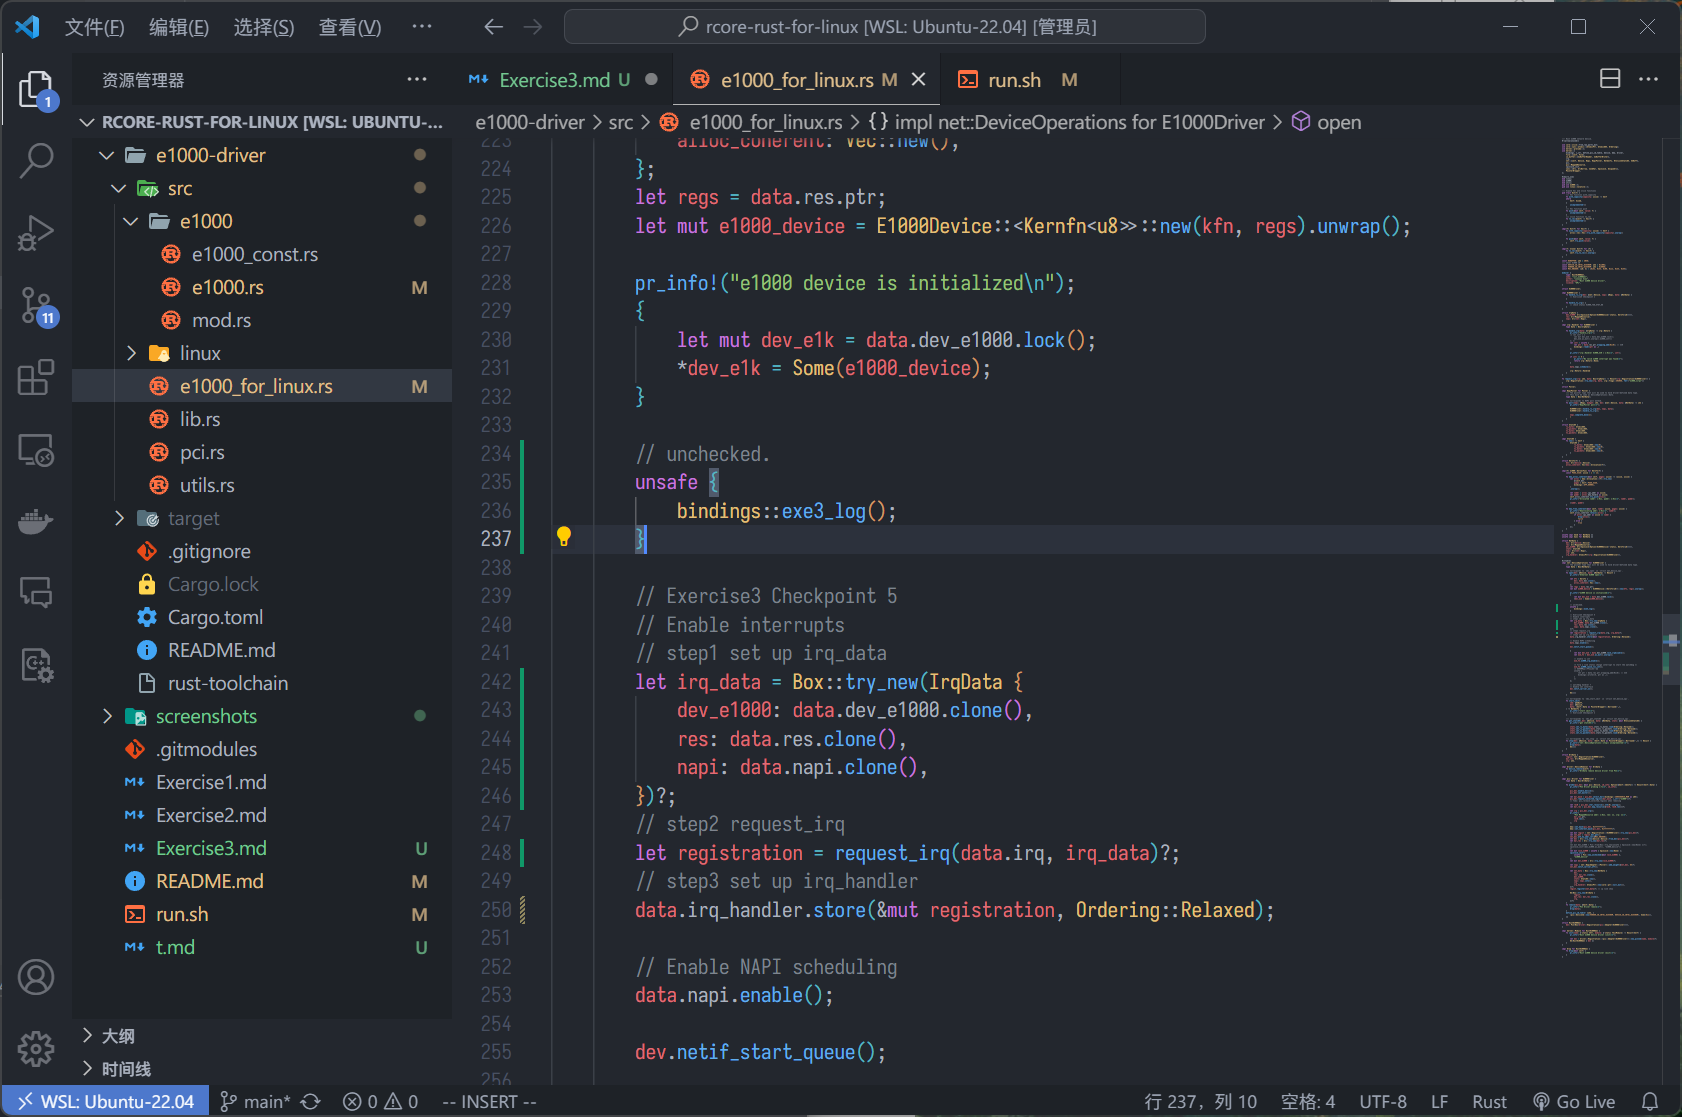 文件(F) 编辑(E) 选择(S) 查看(V) ··· rcore-rust-for-linux [WSL: Ubuntu-22.04] [管理员]
资源管理器 ···
Exercise3.md U
e1000_for_linux.rs M
run.sh M
RCORE-RUST-FOR-LINUX [WSL: UBUNTU-...
e1000-driver > src > e1000_for_linux.rs > {} impl net::DeviceOperations for E1000Driver > open
1
11
e1000-driver
src
e1000
e1000_const.rs
e1000.rs M
mod.rs
linux
e1000_for_linux.rs M
lib.rs
pci.rs
utils.rs
target
.gitignore
Cargo.lock
Cargo.toml
README.md
rust-toolchain
screenshots
.gitmodules
Exercise1.md
Exercise2.md
Exercise3.md U
README.md M
run.sh M
t.md U
大纲
时间线
223 alloc_coherent: Vec::new(),
224 };
225 let regs = data.res.ptr;
226 let mut e1000_device = E1000Device::<Kernfn<u8>>::new(kfn, regs).unwrap();
227
228 pr_info!("e1000 device is initialized\n");
229 {
230 let mut dev_e1k = data.dev_e1000.lock();
231 *dev_e1k = Some(e1000_device);
232 }
233
234 // unchecked.
235 unsafe {
236 bindings::exe3_log();
237 }
238
239 // Exercise3 Checkpoint 5
240 // Enable interrupts
241 // step1 set up irq_data
242 let irq_data = Box::try_new(IrqData {
243 dev_e1000: data.dev_e1000.clone(),
244 res: data.res.clone(),
245 napi: data.napi.clone(),
246 })?;
247 // step2 request_irq
248 let registration = request_irq(data.irq, irq_data)?;
249 // step3 set up irq_handler
250 data.irq_handler.store(&mut registration, Ordering::Relaxed);
251
252 // Enable NAPI scheduling
253 data.napi.enable();
254
255 dev.netif_start_queue();
256
WSL: Ubuntu-22.04 main* 0 0 -- INSERT -- 行 237，列 10 空格: 4 UTF-8 LF Rust Go Live